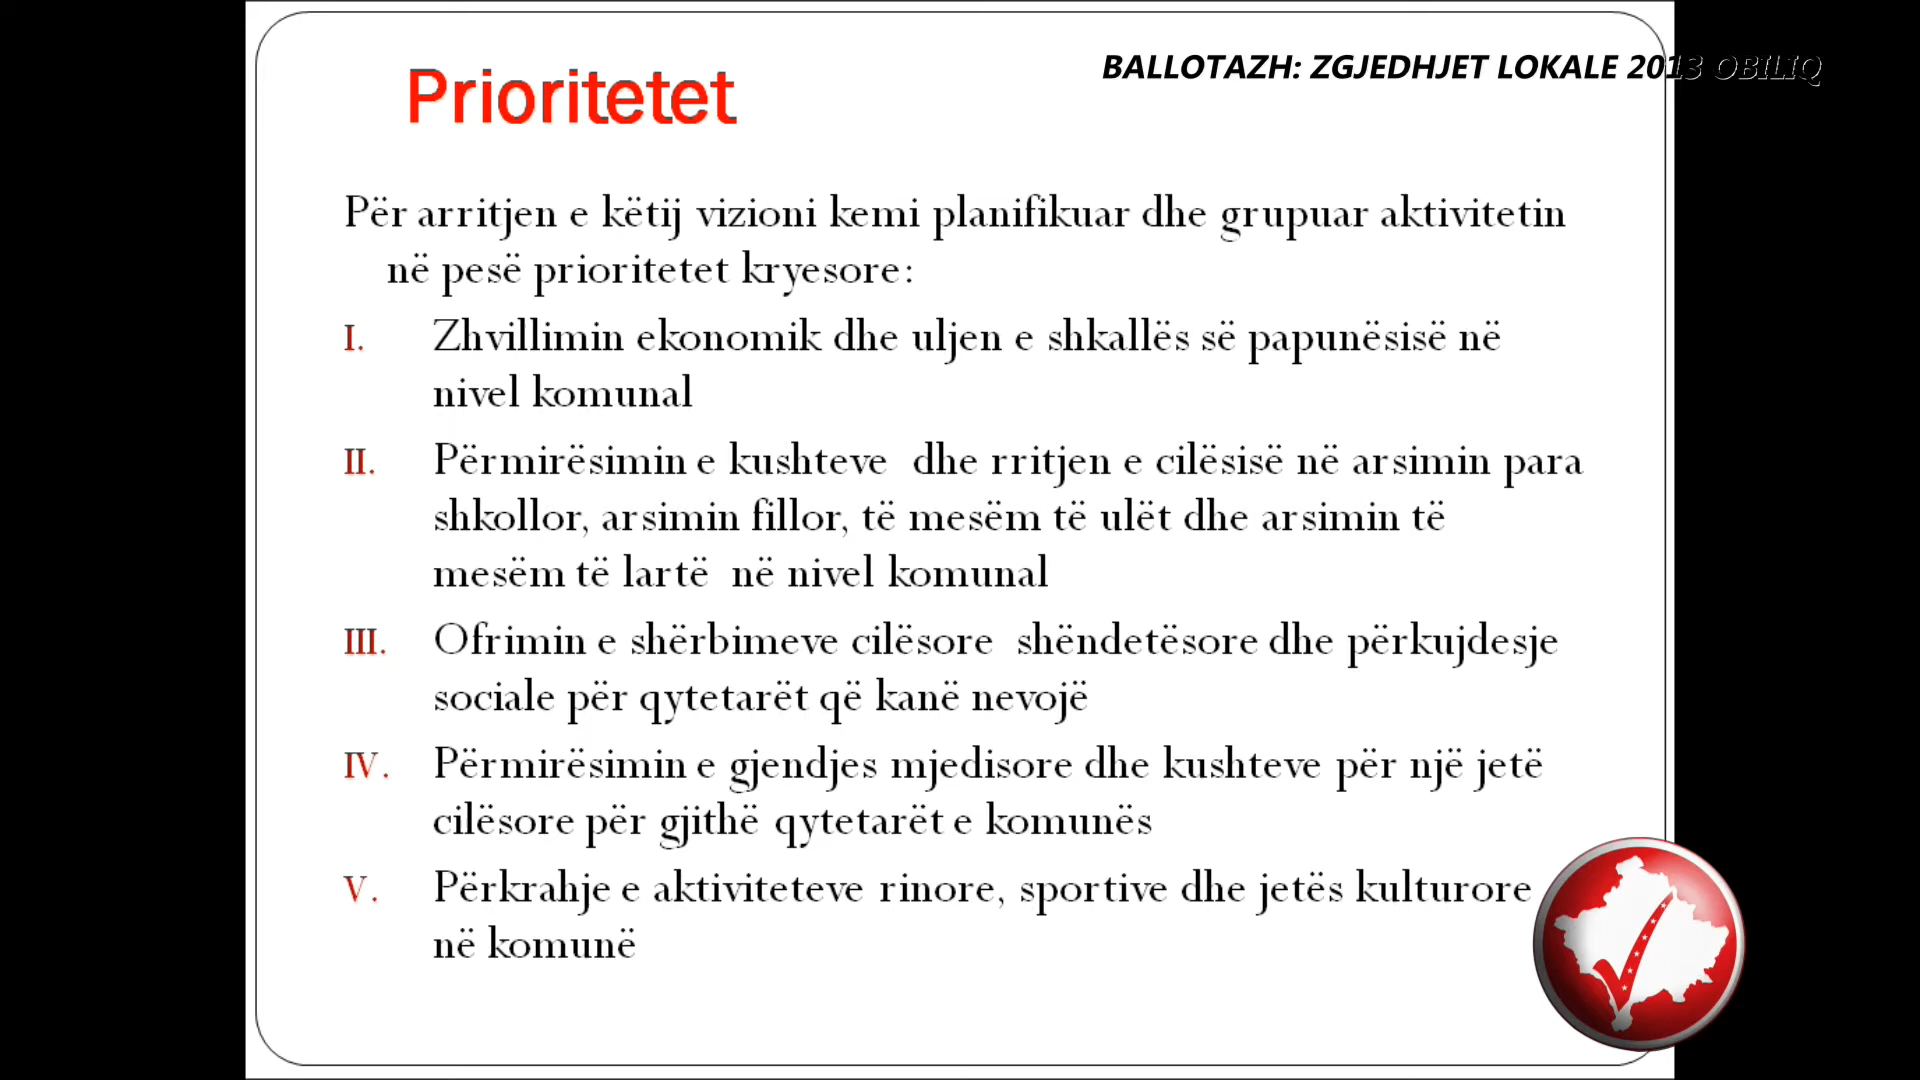 BALLOTAZH: ZGJEDHJET LOKALE 2013 OBILIQ
Prioritetet
Për arritjen e këtij vizioni kemi planifikuar dhe grupuar aktivitetin
në pesë prioritetet kryesore:
I. Zhvillimin ekonomik dhe uljen e shkallës së papunësisë në
nivel komunal
II. Përmirësimin e kushteve dhe rritjen e cilësisë në arsimin para
shkollor, arsimin fillor, të mesëm të ulët dhe arsimin të
mesëm të lartë në nivel komunal
III. Ofrimin e shërbimeve cilësore shëndetësore dhe përkujdesje
sociale për qytetarët që kanë nevojë
IV. Përmirësimin e gjendjes mjedisore dhe kushteve për një jetë
cilësore për gjithë qytetarët e komunës
V. Përkrahje e aktiviteteve rinore, sportive dhe jetës kulturore
në komunë